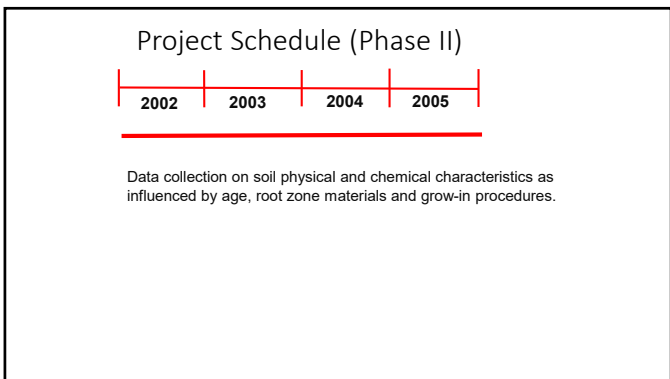 Project Schedule (Phase II)
2002 2003 2004 2005
Data collection on soil physical and chemical characteristics as
influenced by age, root zone materials and grow-in procedures.